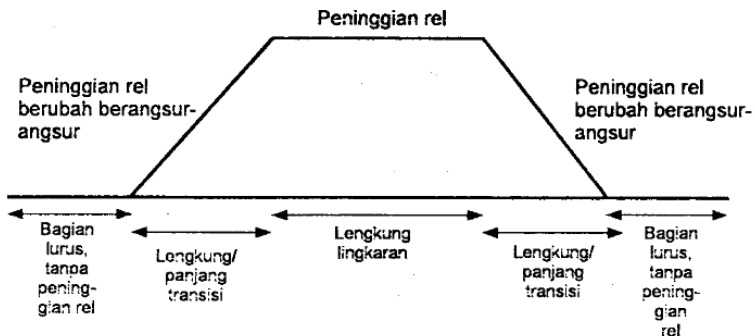 Peninggian rel
Peninggian rel
berubah berangsur-
angsur
Peninggian rel
berubah berangsur-
angsur
Bagian
lurus,
tanpa
pening-
gian rel
Lengkung/
panjang
transisi
Lengkung
lingkaran
Lengkung/
panjang
transisi
Bagian
lurus,
tanpa
pening-
gian
rel